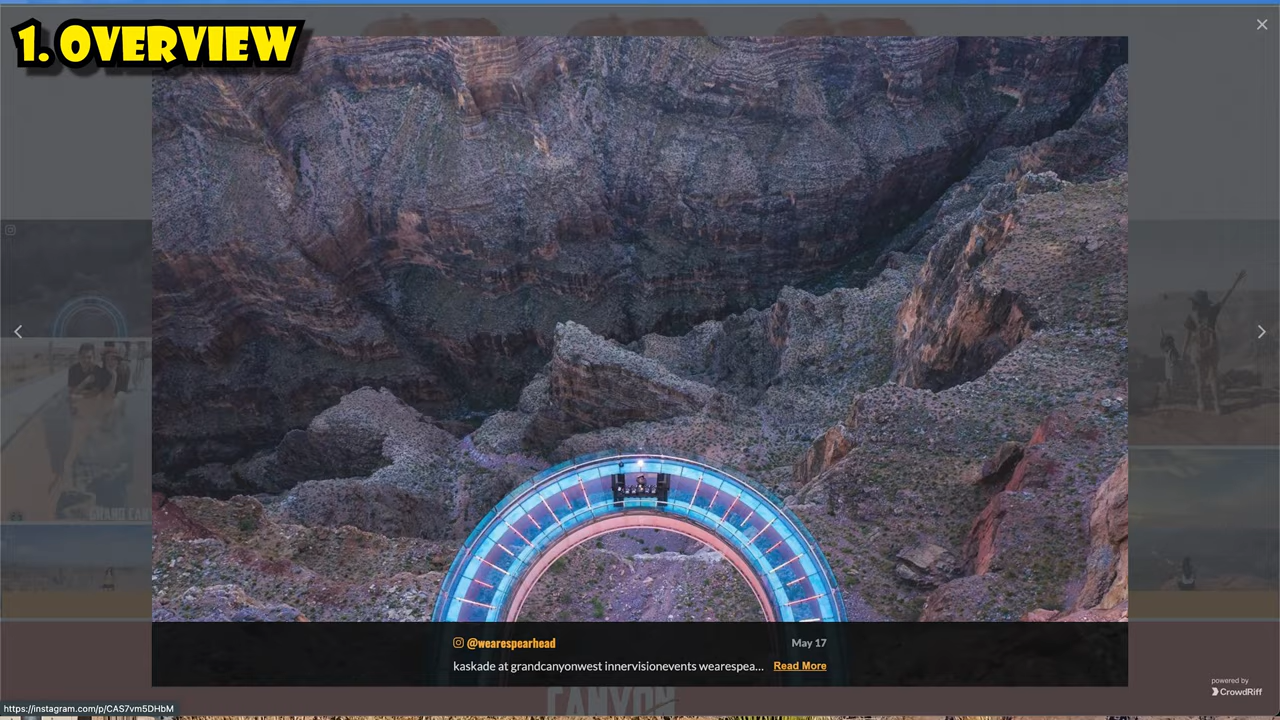 1. OVERVIEW
@wearespearhead
May 17
kaskade at grandcanyonwest innervisionevents wearespea...
Read More
powered by
CrowdRiff
CANYON
https://instagram.com/p/CAS7vm5DHbM